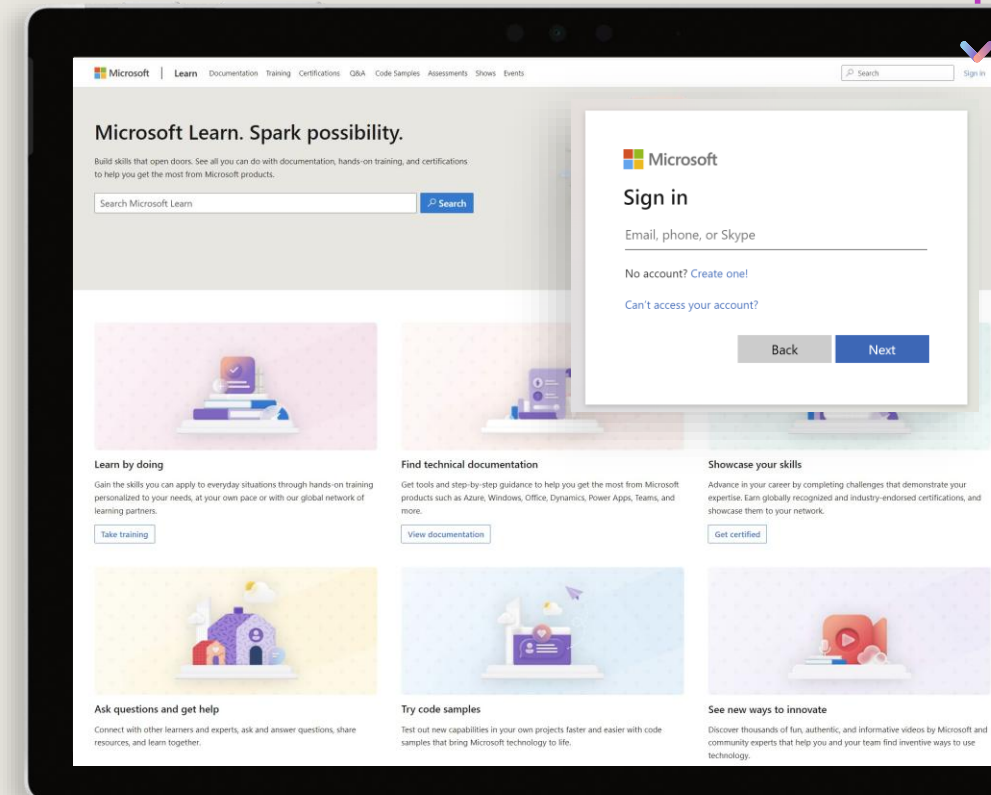 Microsoft | Learn Documentation Training Certifications Q&A Code Samples Assessments Shows Events Search Sign in
Microsoft Learn. Spark possibility.
Build skills that open doors. See all you can do with documentation, hands-on training, and certifications
to help you get the most from Microsoft products.
Search Microsoft Learn Search
Microsoft
Sign in
Email, phone, or Skype
No account? Create one!
Can't access your account?
Back Next
Learn by doing
Gain the skills you can apply to everyday situations through hands-on training
personalized to your needs, at your own pace or with our global network of
learning partners.
Take training
Find technical documentation
Get tools and step-by-step guidance to help you get the most from Microsoft
products such as Azure, Windows, Office, Dynamics, Power Apps, Teams, and
more.
View documentation
Showcase your skills
Advance in your career by completing challenges that demonstrate your
expertise. Earn globally recognized and industry-endorsed certifications, and
showcase them to your network.
Get certified
Ask questions and get help
Connect with other learners and experts, ask and answer questions, share
resources, and learn together.
Try code samples
Test out new capabilities in your own projects faster and easier with code
samples that bring Microsoft technology to life.
See new ways to innovate
Discover thousands of fun, authentic, and informative videos by Microsoft and
community experts that help you and your team find inventive ways to use
technology.